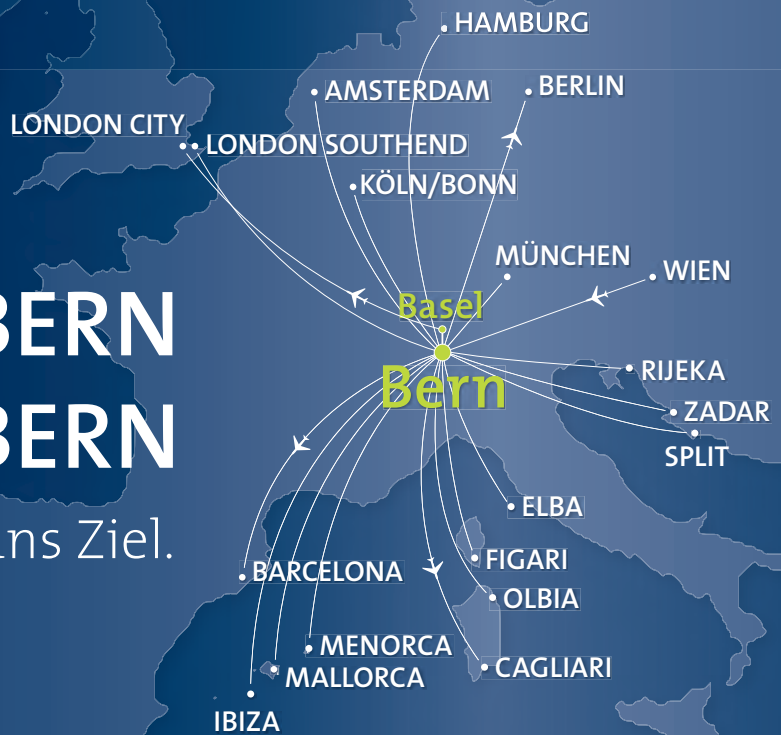 HAMBURG
AMSTERDAM
BERLIN
LONDON CITY
LONDON SOUTHEND
KÖLN/BONN
MÜNCHEN
WIEN
Basel
BERN
Bern
RIJEKA
ZADAR
BERN
SPLIT
ELBA
ns Ziel.
FIGARI
BARCELONA
OLBIA
MENORCA
CAGLIARI
MALLORCA
IBIZA